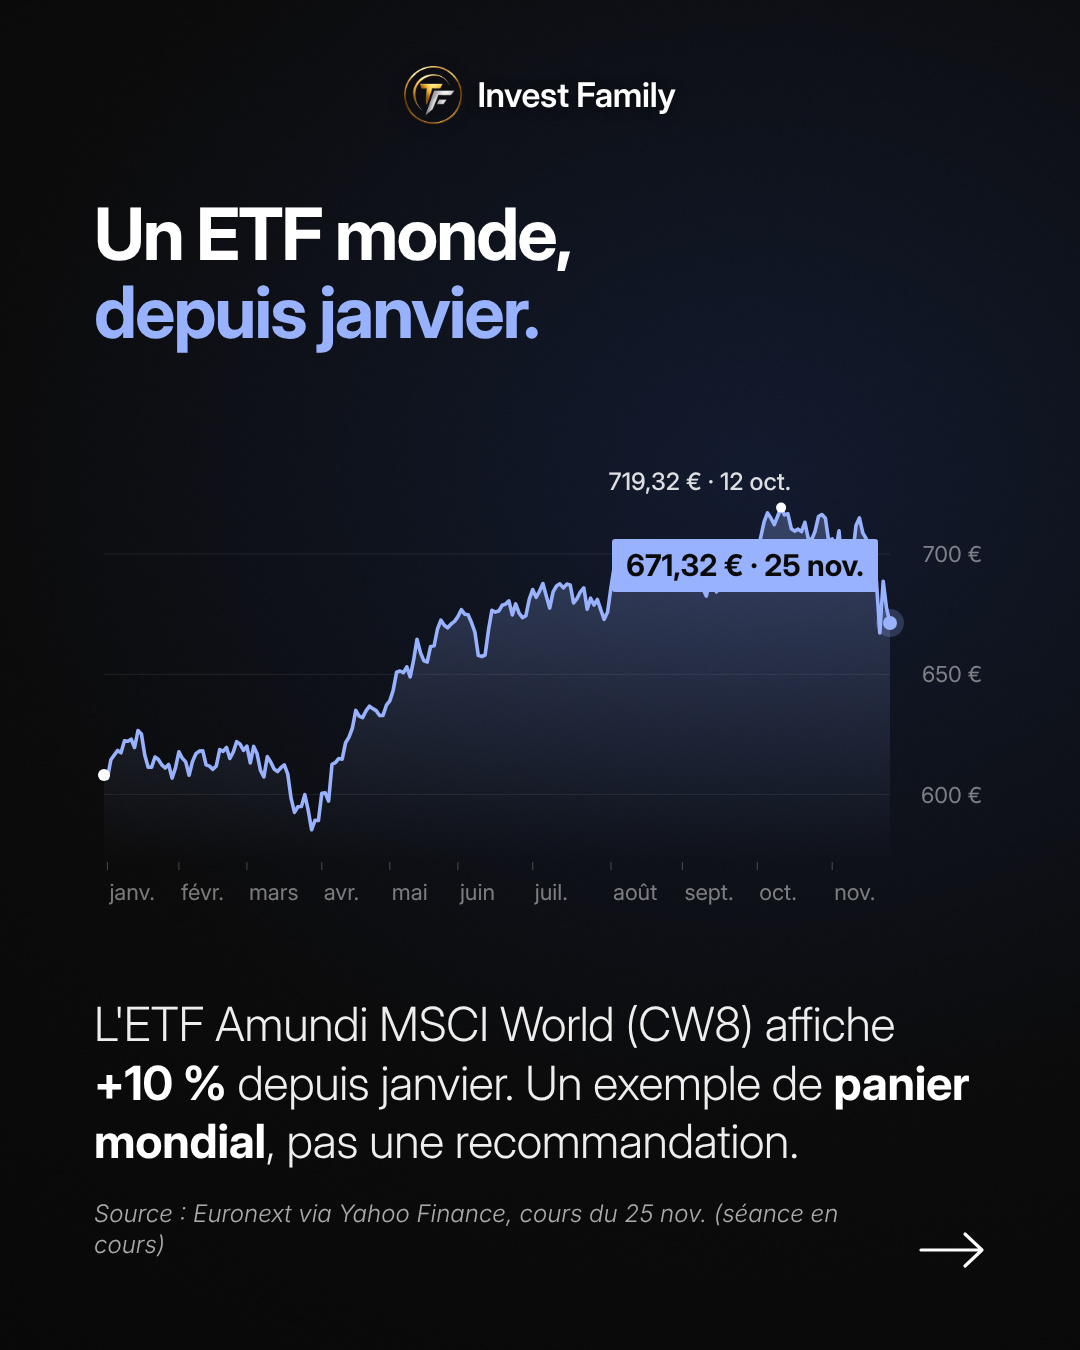 TF
Invest Family
Un ETF monde,
depuis janvier.
719,32 € · 12 oct.
671,32 € · 25 nov.
700 €
650 €
600 €
janv. févr. mars avr. mai juin juil. août sept. oct. nov.
L'ETF Amundi MSCI World (CW8) affiche
+10 % depuis janvier. Un exemple de panier
mondial, pas une recommandation.
Source : Euronext via Yahoo Finance, cours du 25 nov. (séance en
cours)